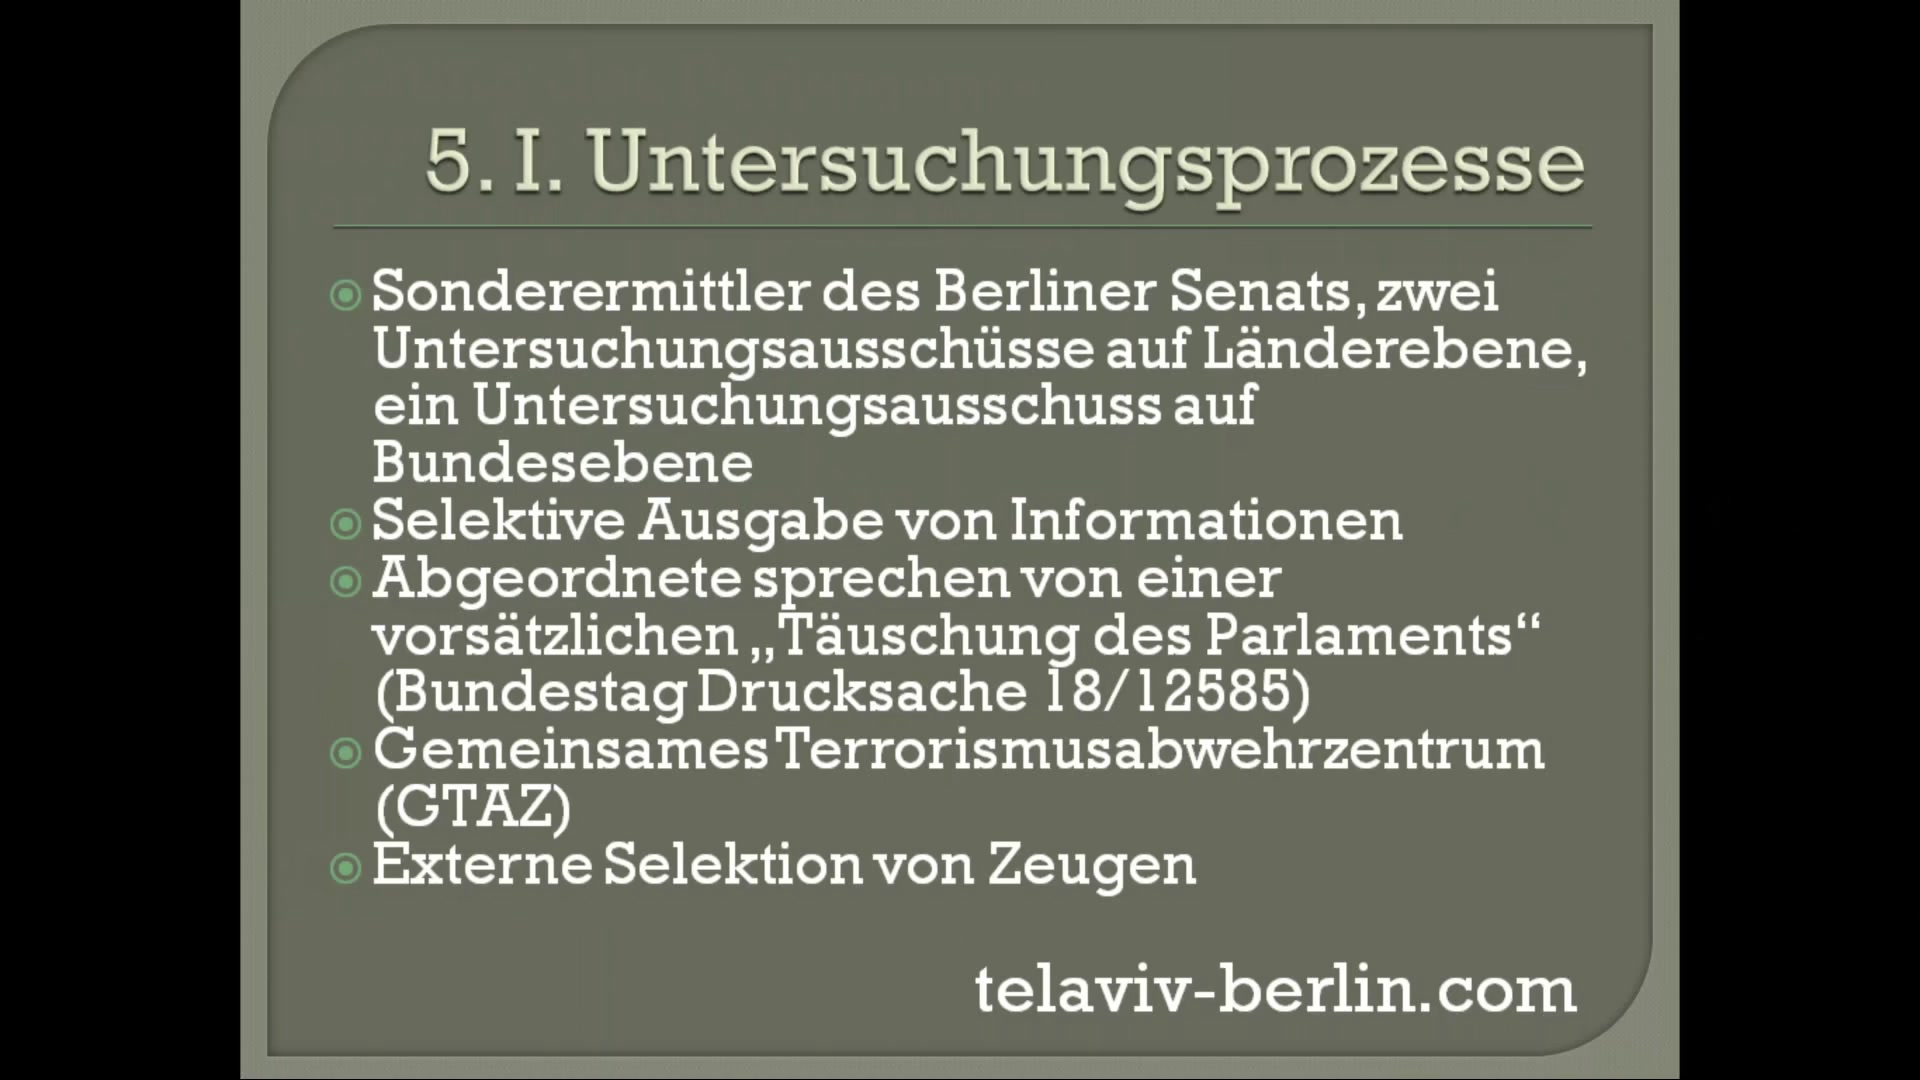 5. I. Untersuchungsprozesse
Sonderermittler des Berliner Senats, zwei
Untersuchungsausschüsse auf Länderebene,
ein Untersuchungsausschuss auf
Bundesebene
Selektive Ausgabe von Informationen
Abgeordnete sprechen von einer
vorsätzlichen „Täuschung des Parlaments“
(Bundestag Drucksache 18/12585)
Gemeinsames Terrorismusabwehrzentrum
(GTAZ)
Externe Selektion von Zeugen
telaviv-berlin.com